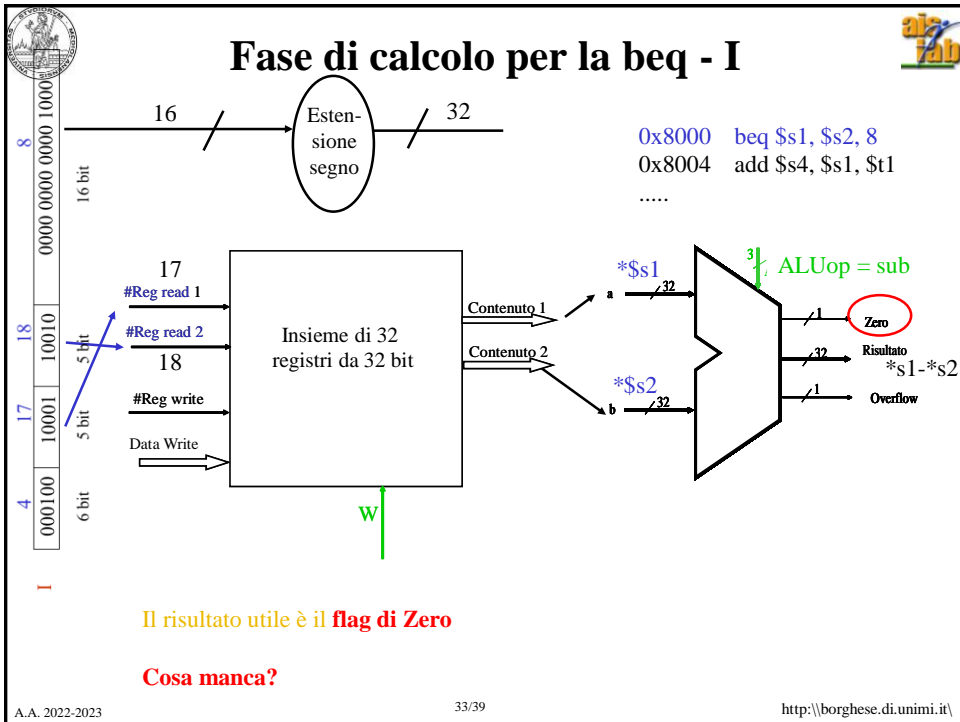 Fase di calcolo per la beq - I
16
Esten-
sione
segno
32
0x8000 beq $s1, $s2, 8
0x8004 add $s4, $s1, $t1
.....
8
0000 0000 0000 1000
16 bit
18
10010
5 bit
17
10001
5 bit
4
000100
6 bit
I
17
#Reg read 1
#Reg read 2
18
#Reg write
Data Write
Insieme di 32
registri da 32 bit
W
Contenuto 1
Contenuto 2
*$s1
a
32
*$s2
b
32
3
ALUop = sub
1
Zero
32
Risultato
*s1-*s2
1
Overflow
Il risultato utile è il flag di Zero
Cosa manca?
A.A. 2022-2023
33/39
http:\\borghese.di.unimi.it\